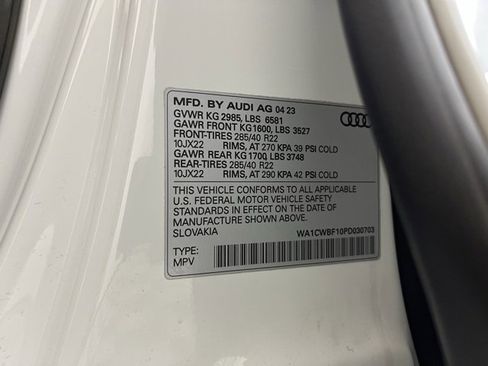 MFD. BY AUDI AG 04 23
GVWR KG 2985, LBS 6581
GAWR FRONT KG 1600, LBS 3527
FRONT-TIRES 285/40 R22
10JX22 RIMS, AT 270 KPA 39 PSI COLD
GAWR REAR KG 1700, LBS 3748
REAR-TIRES 285/40 R22
10JX22 RIMS, AT 290 KPA 42 PSI COLD
THIS VEHICLE CONFORMS TO ALL APPLICABLE
U.S. FEDERAL MOTOR VEHICLE SAFETY
STANDARDS IN EFFECT ON THE DATE OF
MANUFACTURE SHOWN ABOVE.
SLOVAKIA WA1CWBF10PD030703
TYPE:
MPV